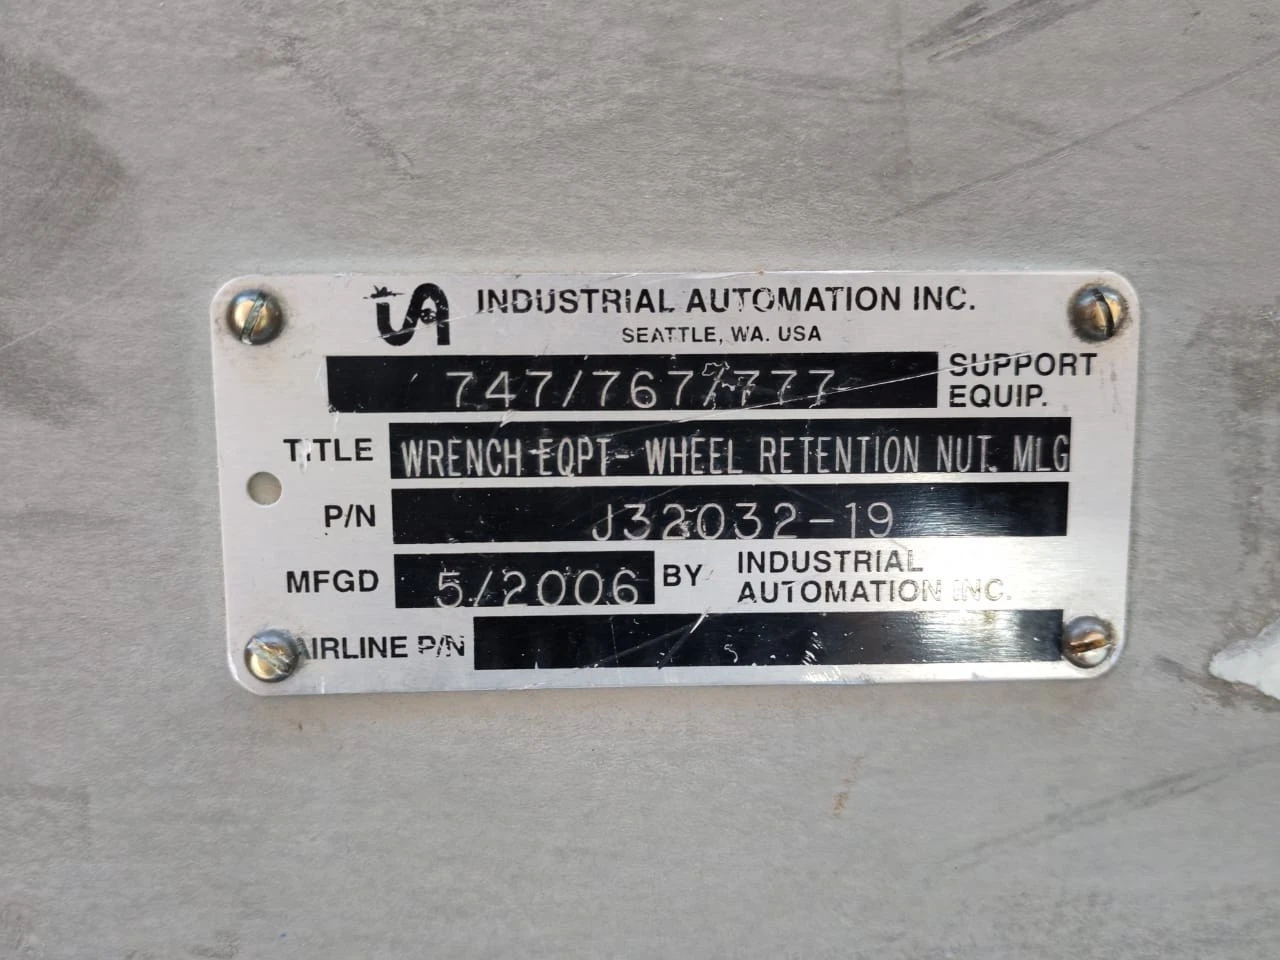 IA INDUSTRIAL AUTOMATION INC.
SEATTLE, WA. USA
747/767/777 SUPPORT EQUIP.
TITLE WRENCH EQPT- WHEEL RETENTION NUT. MLG
P/N J32032-19
MFGD 5/2006 BY INDUSTRIAL AUTOMATION INC.
AIRLINE P/N